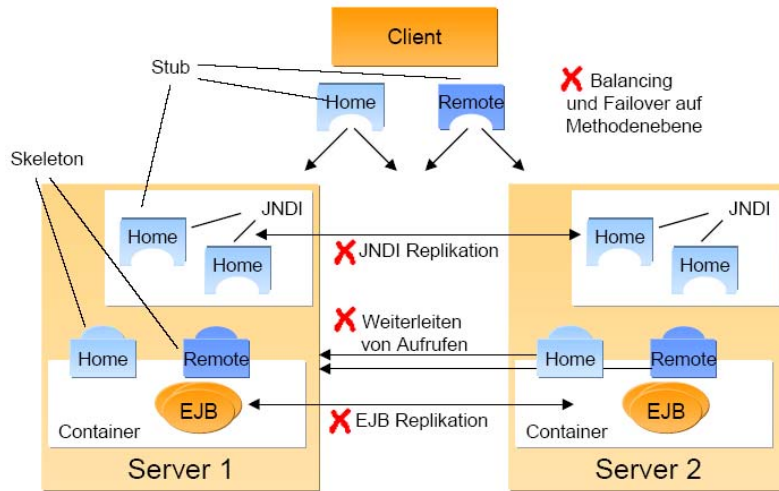 Client
Stub
Home
Remote
Balancing
und Failover auf
Methodenebene
Skeleton
JNDI
Home
Home
JNDI Replikation
JNDI
Home
Home
Weiterleiten
von Aufrufen
Home
Remote
Home
Remote
EJB
Container
EJB Replikation
EJB
Container
Server 1
Server 2